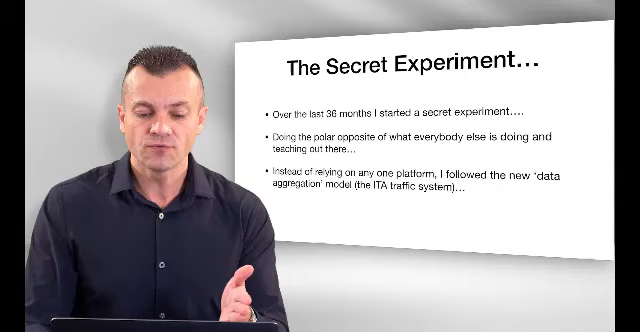 The Secret Experiment…
• Over the last 36 months I started a secret experiment….
• Doing the polar opposite of what everybody else is doing and
teaching out there…
• Instead of relying on any one platform, I followed the new ‘data
aggregation’ model (the ITA traffic system)…